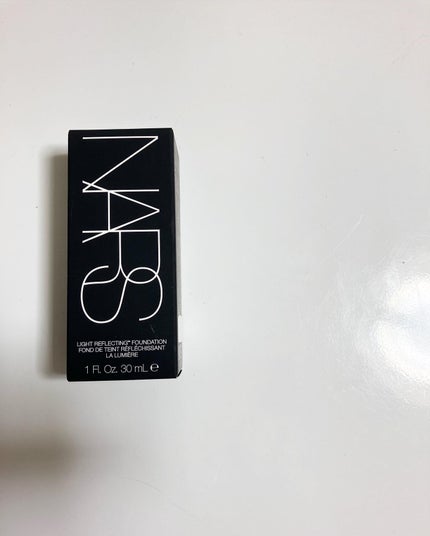 NARS
LIGHT REFLECTING™ FOUNDATION
FOND DE TEINT RÉFLÉCHISSANT
LA LUMIÈRE
1 Fl. Oz. 30 mL ℮